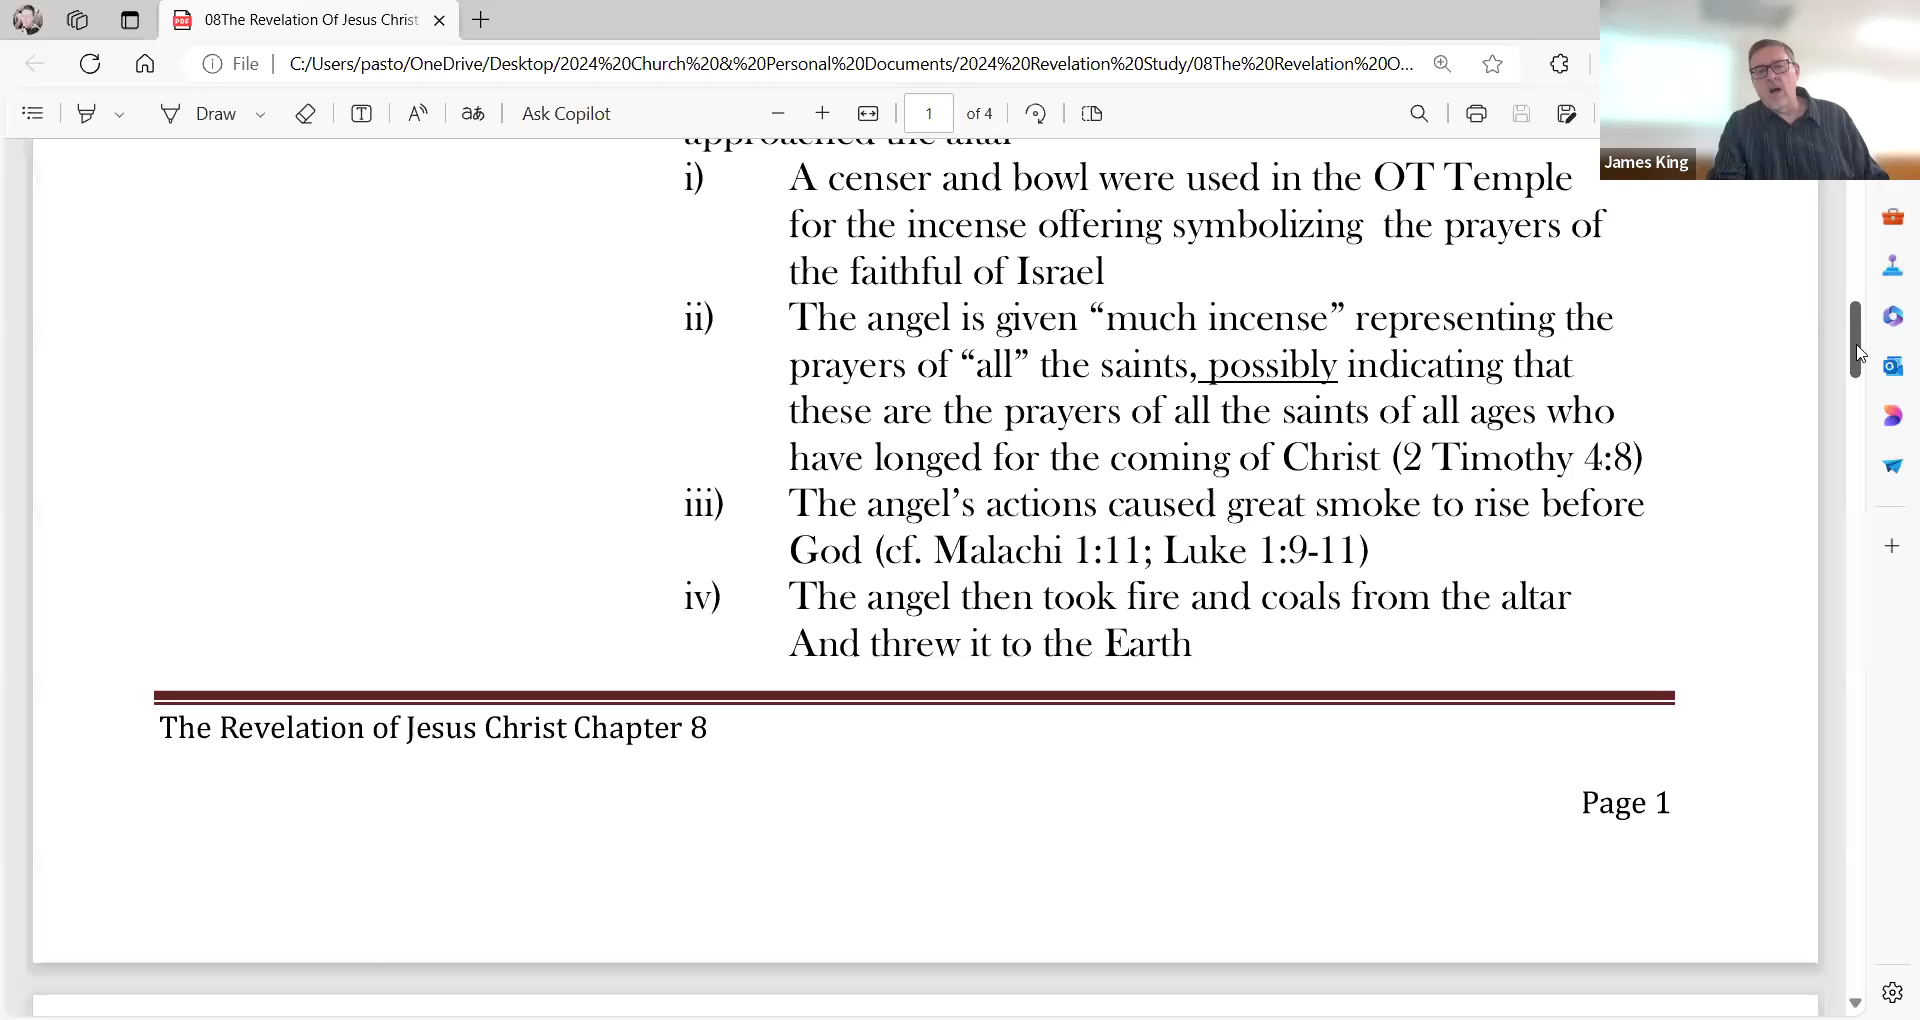 08The Revelation Of Jesus Christ
File
C:/Users/pasto/OneDrive/Desktop/2024%20Church%20&%20Personal%20Documents/2024%20Revelation%20Study/08The%20Revelation%20O...
Draw
aあ
Ask Copilot
1
of 4
James King
approached the altar
i) A censer and bowl were used in the OT Temple
for the incense offering symbolizing  the prayers of
the faithful of Israel
ii) The angel is given “much incense” representing the
prayers of “all” the saints, possibly indicating that
these are the prayers of all the saints of all ages who
have longed for the coming of Christ (2 Timothy 4:8)
iii) The angel’s actions caused great smoke to rise before
God (cf. Malachi 1:11; Luke 1:9-11)
iv) The angel then took fire and coals from the altar
And threw it to the Earth
The Revelation of Jesus Christ Chapter 8
Page 1